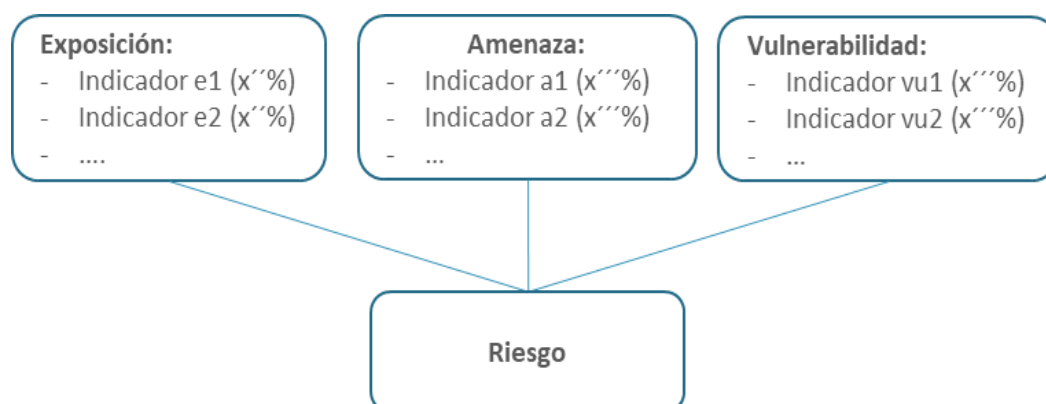 Exposición:
- Indicador e1 (x´´%)
- Indicador e2 (x´´%)
- ....
Amenaza:
- Indicador a1 (x´´´%)
- Indicador a2 (x´´´%)
- ...
Vulnerabilidad:
- Indicador vu1 (x´´´%)
- Indicador vu2 (x´´´%)
- ...
Riesgo